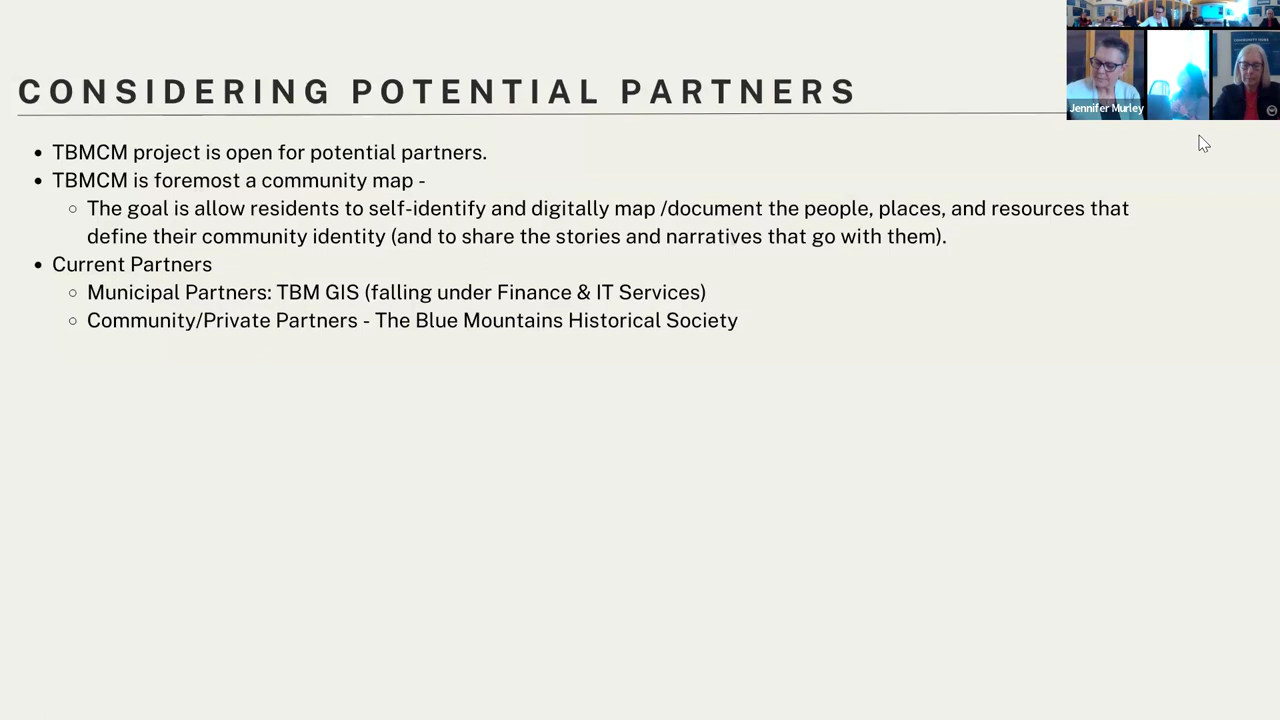 CONSIDERING POTENTIAL PARTNERS
Jennifer Murley
• TBMCM project is open for potential partners.
• TBMCM is foremost a community map -
○ The goal is allow residents to self-identify and digitally map /document the people, places, and resources that
define their community identity (and to share the stories and narratives that go with them).
• Current Partners
○ Municipal Partners: TBM GIS (falling under Finance & IT Services)
○ Community/Private Partners - The Blue Mountains Historical Society